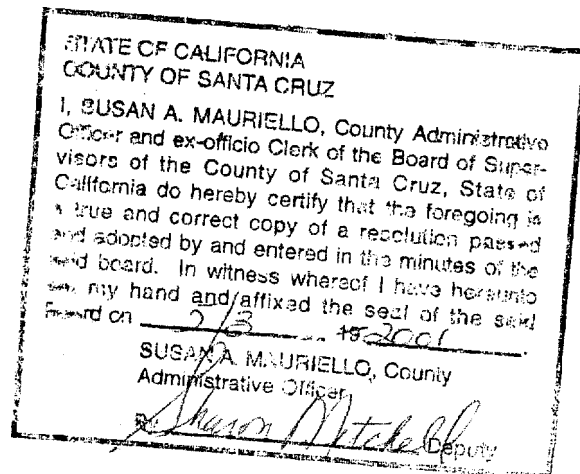 STATE OF CALIFORNIA
COUNTY OF SANTA CRUZ
I, SUSAN A. MAURIELLO, County Administrative
Officer and ex-officio Clerk of the Board of Super-
visors of the County of Santa Cruz, State of
California do hereby certify that the foregoing is
a true and correct copy of a resolution passed
and adopted by and entered in the minutes of the
said board. In witness whereof I have hereunto
set my hand and affixed the seal of the said
Board on 19 2001
SUSAN A. MAURIELLO, County
Administrative Officer
By Sharon Mitchell Deputy